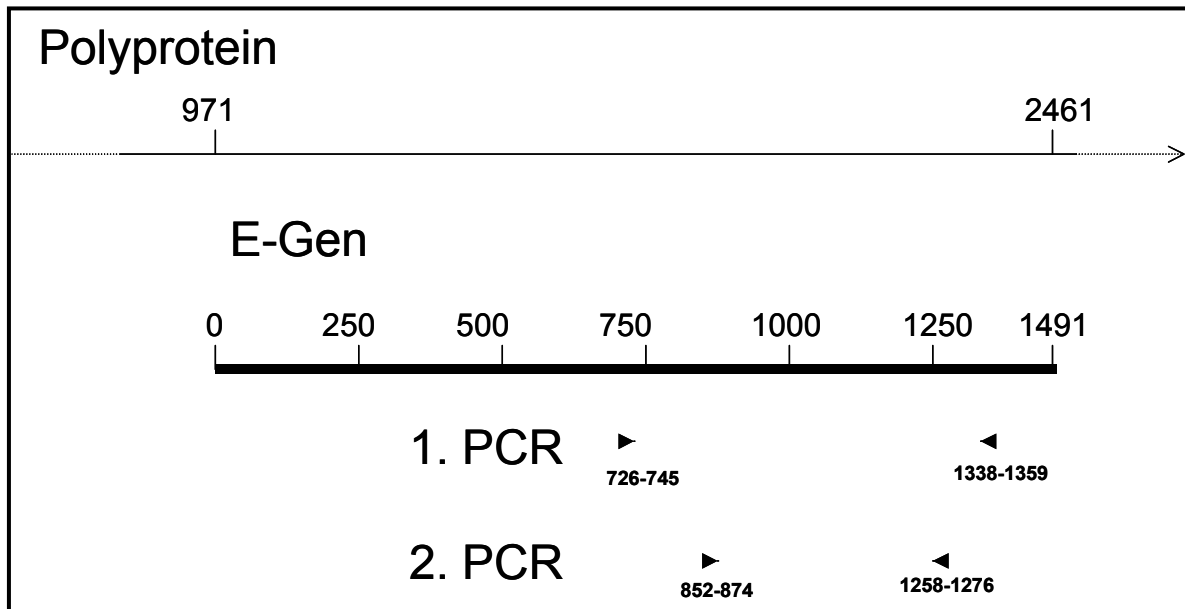 Polyprotein
971 2461
E-Gen
0 250 500 750 1000 1250 1491
1. PCR
726-745 1338-1359
2. PCR
852-874 1258-1276